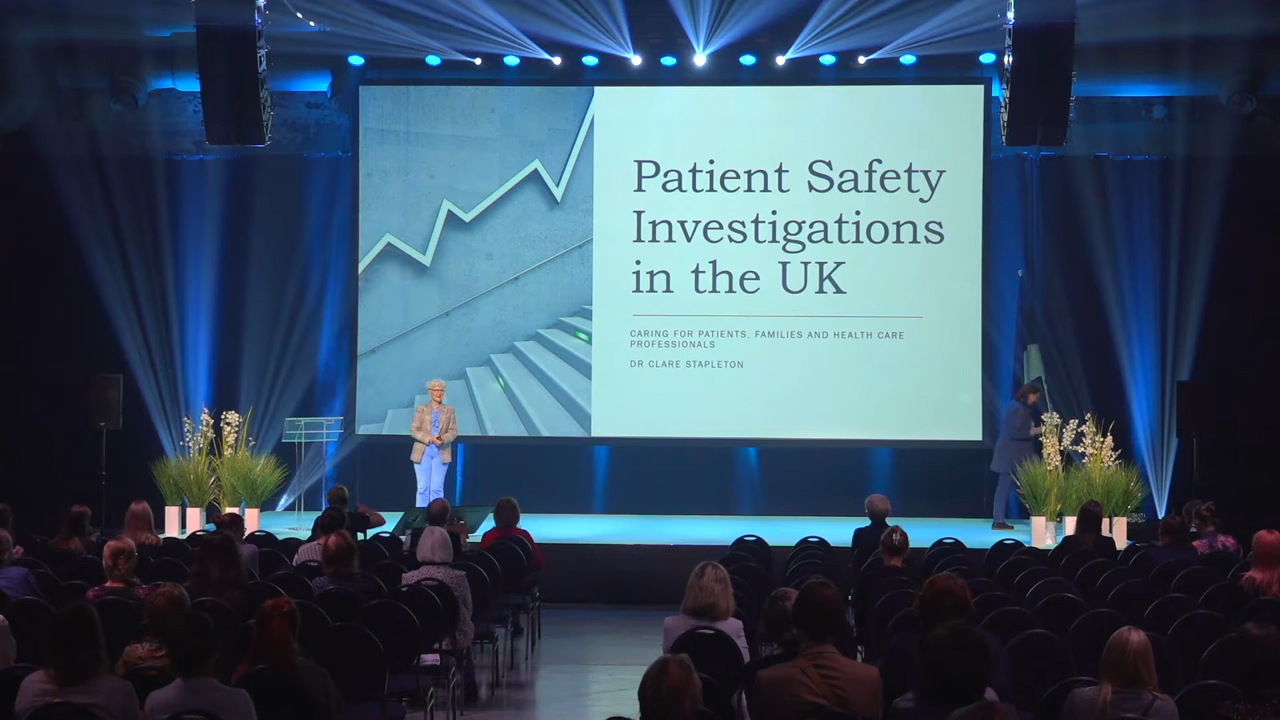 Patient Safety
Investigations
in the UK
CARING FOR PATIENTS, FAMILIES AND HEALTH CARE
PROFESSIONALS
DR CLARE STAPLETON